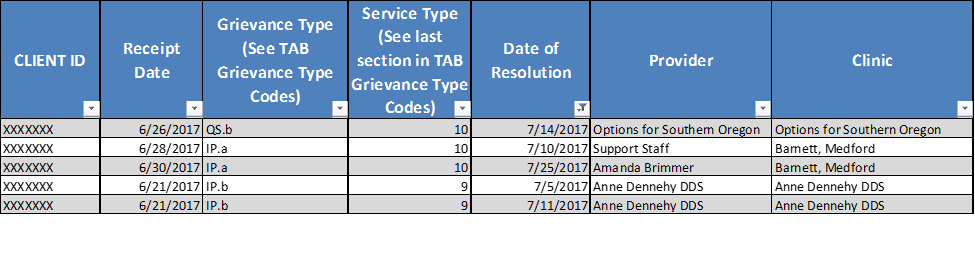 CLIENT ID Receipt Date Grievance Type (See TAB Grievance Type Codes) Service Type (See last section in TAB Grievance Type Codes) Date of Resolution Provider Clinic
XXXXXXX 6/26/2017 QS.b 10 7/14/2017 Options for Southern Oregon Options for Southern Oregon
XXXXXXX 6/28/2017 IP.a 10 7/10/2017 Support Staff Barnett, Medford
XXXXXXX 6/30/2017 IP.a 10 7/25/2017 Amanda Brimmer Barnett, Medford
XXXXXXX 6/21/2017 IP.b 9 7/5/2017 Anne Dennehy DDS Anne Dennehy DDS
XXXXXXX 6/21/2017 IP.b 9 7/11/2017 Anne Dennehy DDS Anne Dennehy DDS